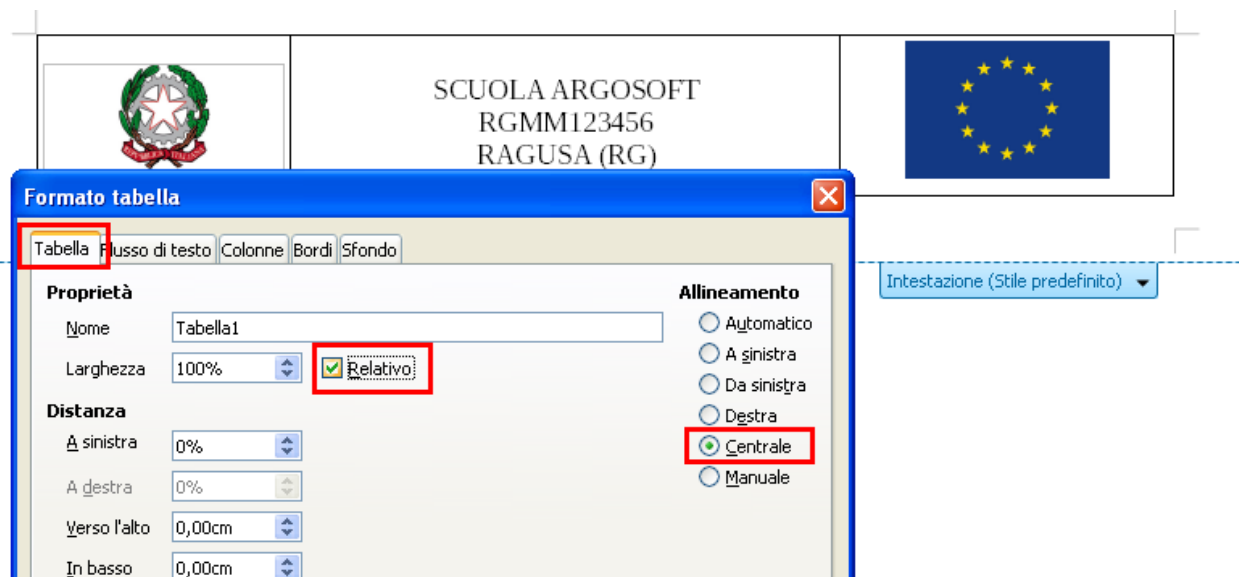 SCUOLA ARGOSOFT
RGMM123456
RAGUSA (RG)
Formato tabella
Tabella Flusso di testo Colonne Bordi Sfondo
Intestazione (Stile predefinito)
Proprietà
Nome Tabella1
Larghezza 100% Relativo
Distanza
A sinistra 0%
A destra 0%
Verso l'alto 0,00cm
In basso 0,00cm
Allineamento
Automatico
A sinistra
Da sinistra
Destra
Centrale
Manuale